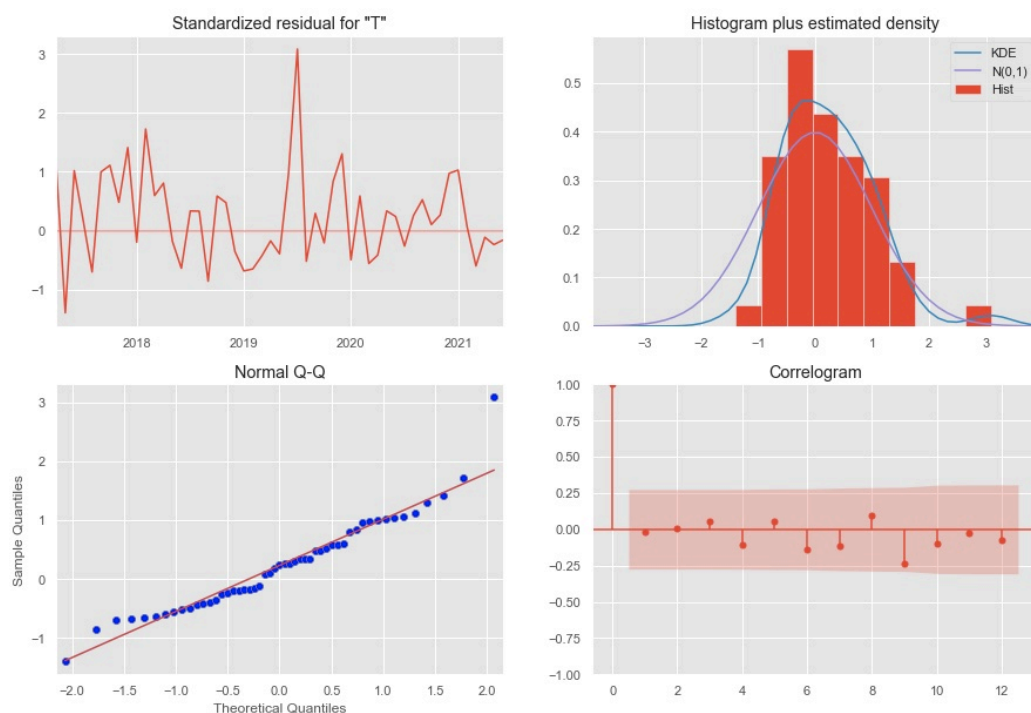 Standardized residual for "T"
3
2
1
0
−1
2018 2019 2020 2021
Histogram plus estimated density
KDE
N(0,1)
Hist
0.5
0.4
0.3
0.2
0.1
0.0
−3 −2 −1 0 1 2 3
Normal Q-Q
Sample Quantiles
3
2
1
0
−1
−2.0 −1.5 −1.0 −0.5 0.0 0.5 1.0 1.5 2.0
Theoretical Quantiles
Correlogram
1.00
0.75
0.50
0.25
0.00
−0.25
−0.50
−0.75
−1.00
0 2 4 6 8 10 12